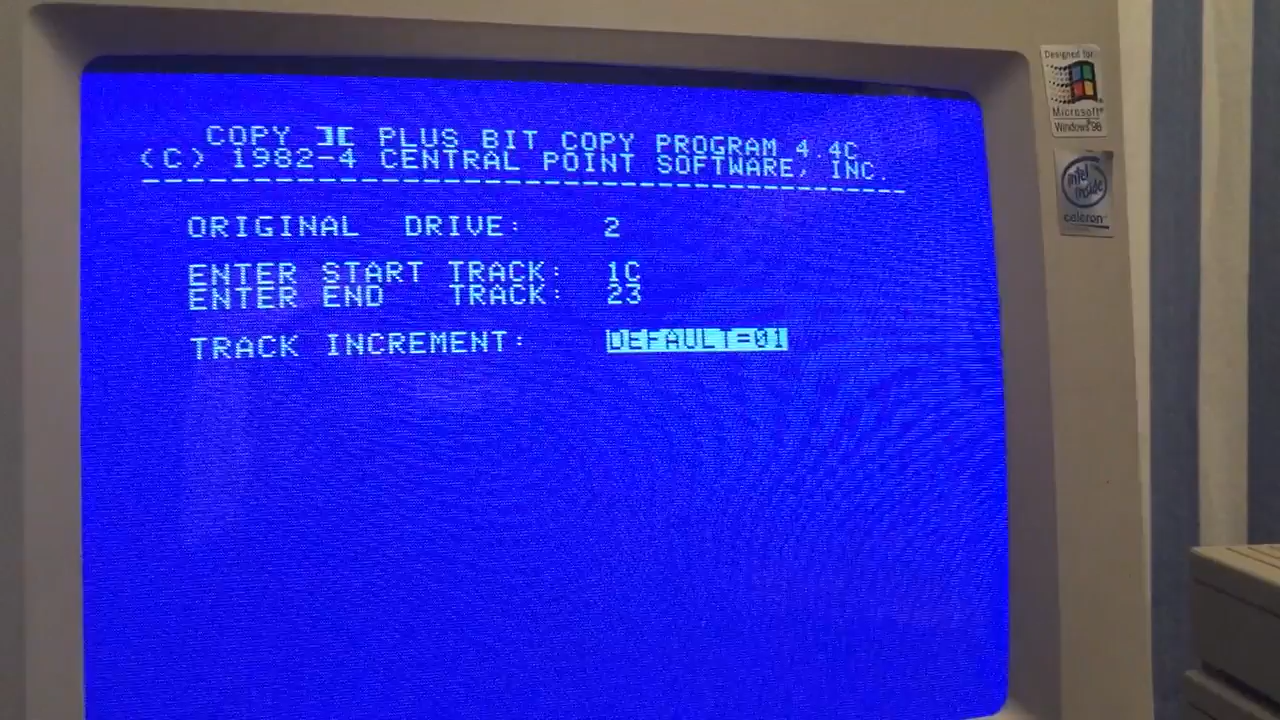 COPY ][ PLUS BIT COPY PROGRAM 4.4C
(C) 1982-4 CENTRAL POINT SOFTWARE, INC.
----------------------------------------
ORIGINAL DRIVE: 2
ENTER START TRACK: 1C
ENTER END TRACK: 23
TRACK INCREMENT: DEFAULT=01
Designed for
Microsoft®
Windows®98
intel
inside
celeron™